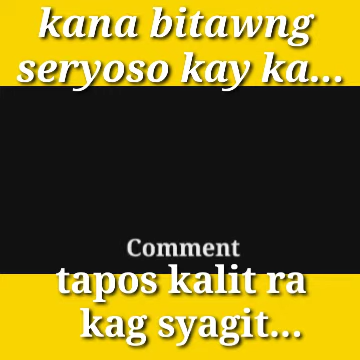 kana bitawng
seryoso kay ka...
Comment
tapos kalit ra
kag syagit...